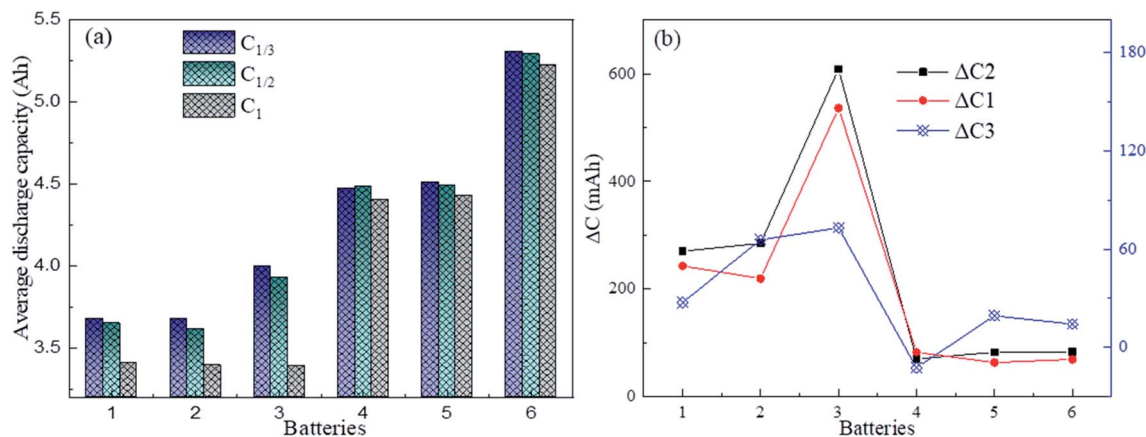 (a)
C1/3
C1/2
C1
Average discharge capacity (Ah)
5.5
5.0
4.5
4.0
3.5
1 2 3 4 5 6
Batteries
(b)
ΔC2
ΔC1
ΔC3
ΔC (mAh)
600
400
200
0
180
120
60
0
1 2 3 4 5 6
Batteries